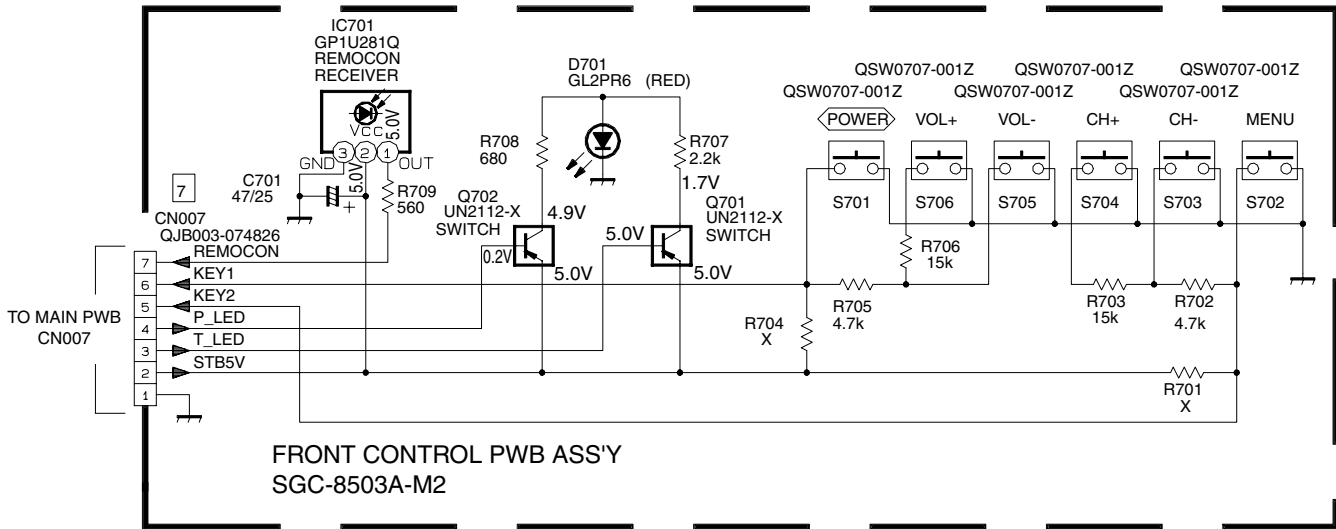 IC701
GP1U281Q
REMOCON
RECEIVER
VCC
5.0V
GND 3 2 1 OUT
5.0V
C701
47/25
+
R709
560
D701
GL2PR6 (RED)
R708
680
R707
2.2k
1.7V
Q702
UN2112-X
SWITCH
4.9V
0.2V
5.0V
Q701
UN2112-X
SWITCH
5.0V
5.0V
QSW0707-001Z QSW0707-001Z QSW0707-001Z
QSW0707-001Z QSW0707-001Z QSW0707-001Z
POWER VOL+ VOL- CH+ CH- MENU
S701 S706 S705 S704 S703 S702
R706
15k
R705
4.7k
R704
X
R703
15k
R702
4.7k
R701
X
7
CN007
QJB003-074826
7 REMOCON
6 KEY1
5 KEY2
4 P_LED
3 T_LED
2 STB5V
1
TO MAIN PWB
CN007
FRONT CONTROL PWB ASS'Y
SGC-8503A-M2